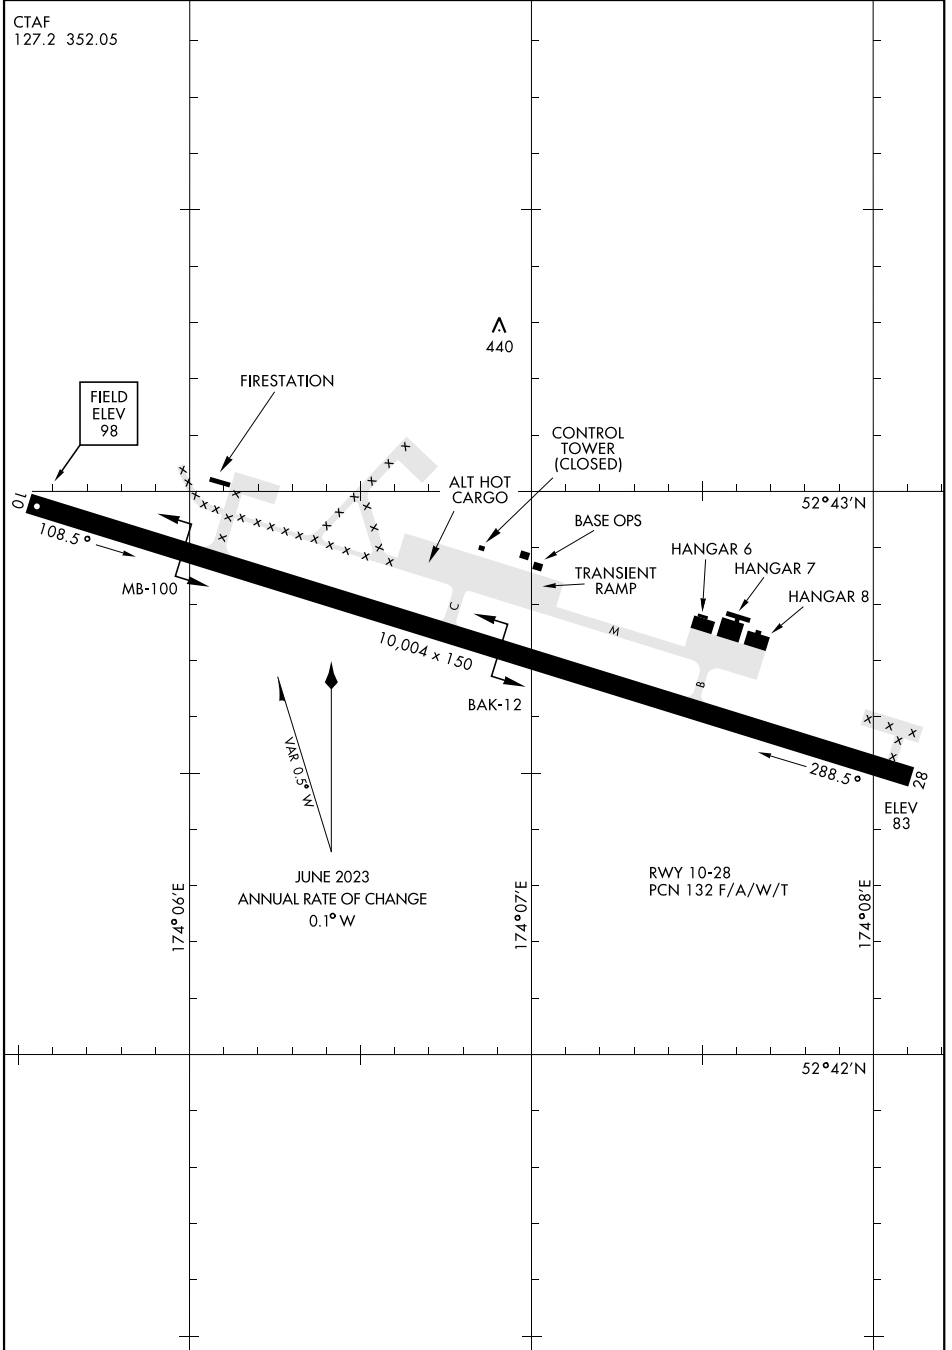 CTAF
127.2 352.05
440
FIRESTATION
FIELD
ELEV
98
CONTROL
TOWER
(CLOSED)
ALT HOT
CARGO
10
52°43'N
108.5°
BASE OPS
HANGAR 6
HANGAR 7
HANGAR 8
TRANSIENT
RAMP
MB-100
C
M
10,004 x 150
B
BAK-12
VAR 0.5° W
288.5°
28
ELEV
83
JUNE 2023
ANNUAL RATE OF CHANGE
0.1° W
RWY 10-28
PCN 132 F/A/W/T
174°06'E
174°07'E
174°08'E
52°42'N